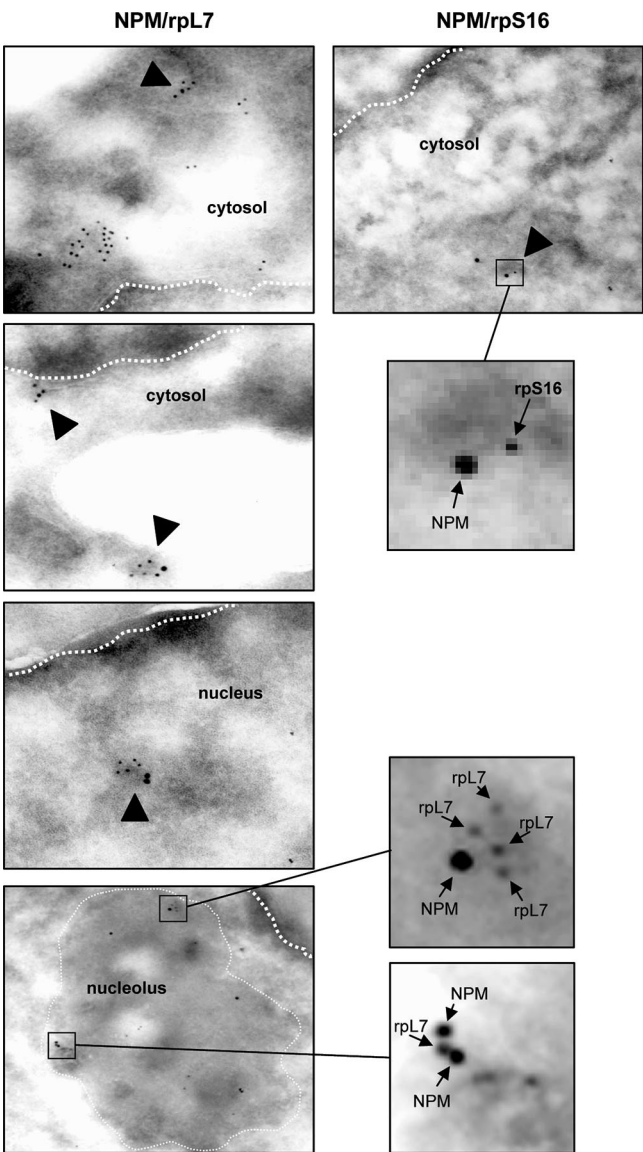 NPM/rpL7
NPM/rpS16
cytosol
cytosol
cytosol
rpS16
NPM
nucleus
rpL7
rpL7
rpL7
NPM
rpL7
nucleolus
NPM
rpL7
NPM